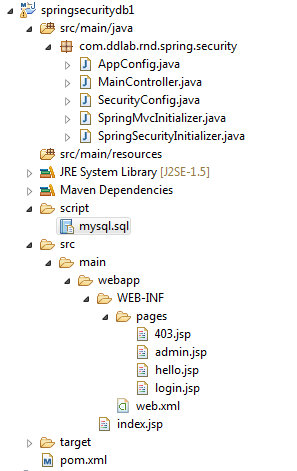 springsecuritydb1
src/main/java
com.ddlab.rnd.spring.security
AppConfig.java
MainController.java
SecurityConfig.java
SpringMvcInitializer.java
SpringSecurityInitializer.java
src/main/resources
JRE System Library [J2SE-1.5]
Maven Dependencies
script
mysql.sql
src
main
webapp
WEB-INF
pages
403.jsp
admin.jsp
hello.jsp
login.jsp
web.xml
index.jsp
target
pom.xml